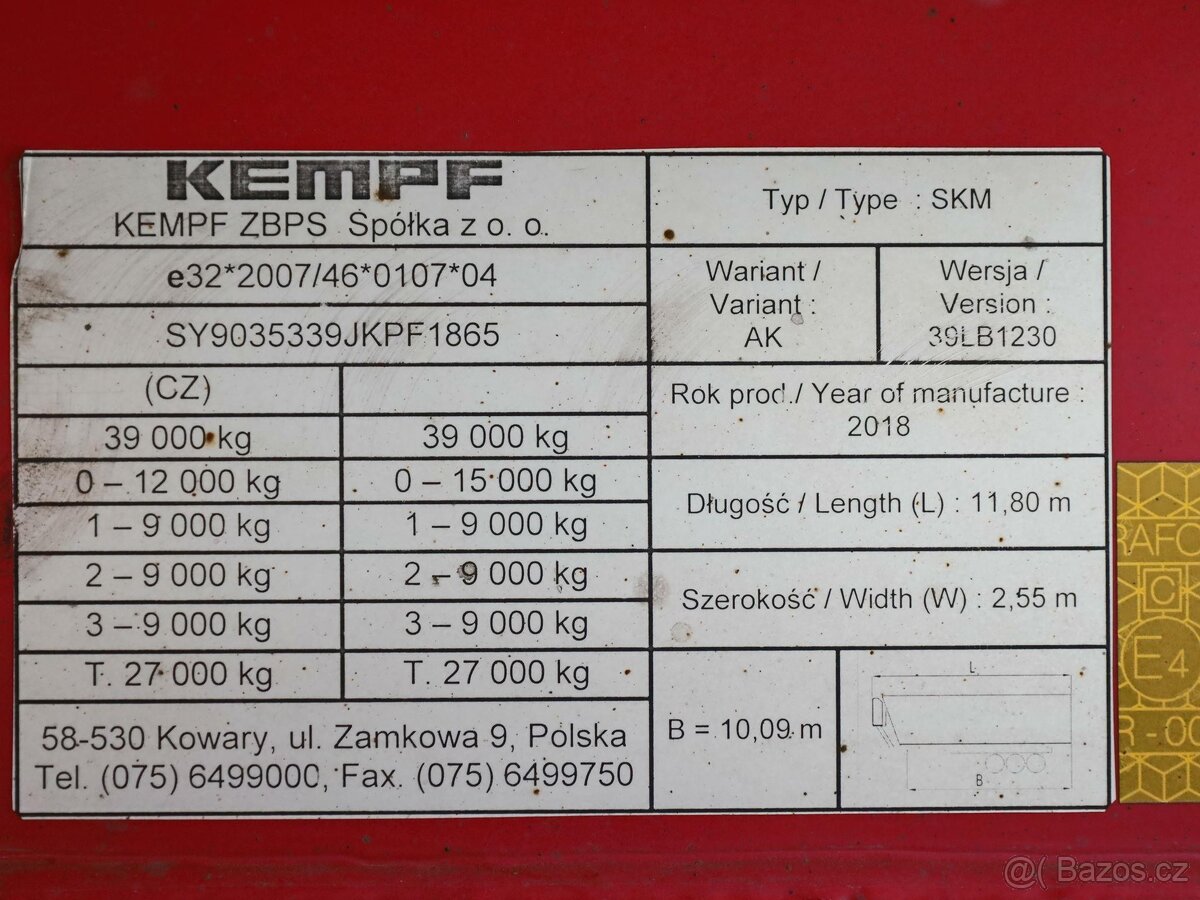 KEMPF
KEMPF ZBPS Spółka z o. o.
e32*2007/46*0107*04
SY9035339JKPF1865
(CZ)
39 000 kg 39 000 kg
0 – 12 000 kg 0 – 15 000 kg
1 – 9 000 kg 1 – 9 000 kg
2 – 9 000 kg 2 – 9 000 kg
3 – 9 000 kg 3 – 9 000 kg
T. 27 000 kg T. 27 000 kg
58-530 Kowary, ul. Zamkowa 9, Polska
Tel. (075) 6499000, Fax. (075) 6499750
Typ / Type : SKM
Wariant /
Variant :
AK
Wersja /
Version :
39LB1230
Rok prod./ Year of manufacture :
2018
Długość / Length (L) : 11,80 m
Szerokość / Width (W) : 2,55 m
B = 10,09 m
L
B
RAFO
C
E4
R - 00
@( Bazos.cz